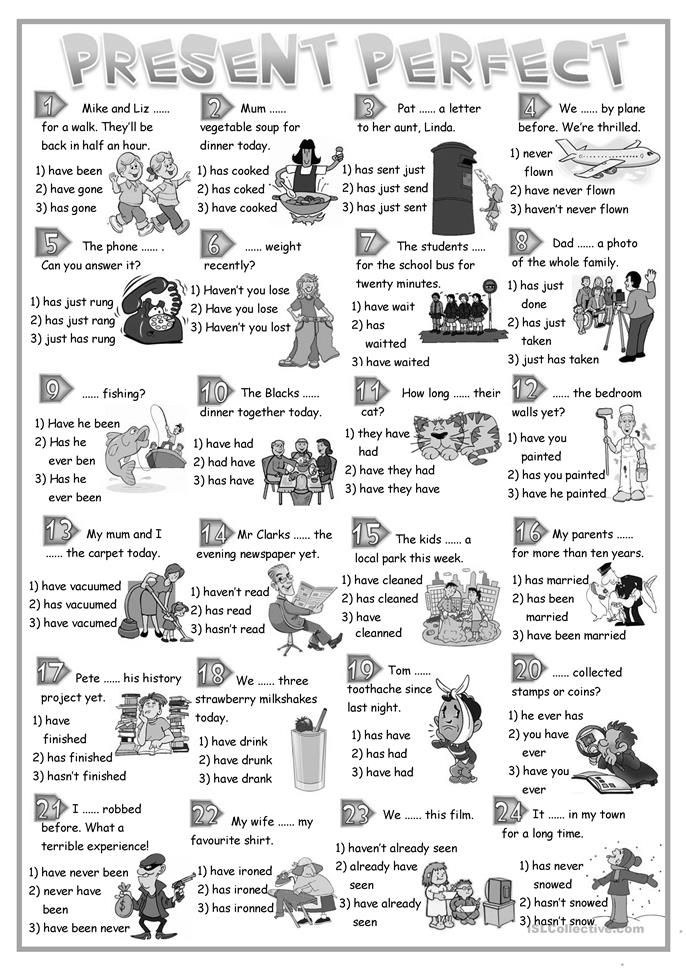 PRESENT PERFECT
1 Mike and Liz ......
for a walk. They'll be
back in half an hour.
1) have been
2) have gone
3) has gone
2 Mum ......
vegetable soup for
dinner today.
1) has cooked
2) has coked
3) have cooked
3 Pat ...... a letter
to her aunt, Linda.
1) has sent just
2) has just send
3) has just sent
4 We ...... by plane
before. We're thrilled.
1) never
flown
2) have never flown
3) haven't never flown
5 The phone ...... .
Can you answer it?
1) has just rung
2) has just rang
3) just has rung
6 ...... weight
recently?
1) Haven't you lose
2) Have you lose
3) Haven't you lost
7 The students .....
for the school bus for
twenty minutes.
1) have wait
2) has
waitted
3) have waited
8 Dad ...... a photo
of the whole family.
1) has just
done
2) has just
taken
3) just has taken
9 ...... fishing?
1) Have he been
2) Has he
ever ben
3) Has he
ever been
10 The Blacks ......
dinner together today.
1) have had
2) had have
3) has have
11 How long ...... their
cat?
1) they have
had
2) have they had
3) have they have
12 ...... the bedroom
walls yet?
1) have you
painted
2) has you painted
3) have he painted
13 My mum and I
...... the carpet today.
1) have vacuumed
2) has vacuumed
3) have vacumed
14 Mr Clarks ...... the
evening newspaper yet.
1) haven't read
2) has read
3) hasn't read
15 The kids ...... a
local park this week.
1) have cleaned
2) has cleaned
3) have
cleanned
16 My parents ......
for more than ten years.
1) has married
2) has been
married
3) have been married
17 Pete ...... his history
project yet.
1) have
finished
2) has finished
3) hasn't finished
18 We ...... three
strawberry milkshakes
today.
1) have drink
2) have drunk
3) have drank
19 Tom ......
toothache since
last night.
1) has have
2) has had
3) have had
20 ...... collected
stamps or coins?
1) he ever has
2) you have
ever
3) have you
ever
21 I ...... robbed
before. What a
terrible experience!
1) have never been
2) never have
been
3) have been never
22 My wife ...... my
favourite shirt.
1) have ironed
2) has ironed
3) has ironned
23 We ...... this film.
1) haven't already seen
2) already have
seen
3) have already
seen
24 It ...... in my town
for a long time.
1) has never
snowed
2) hasn't snowed
3) hasn't snow
iSLCollective.com